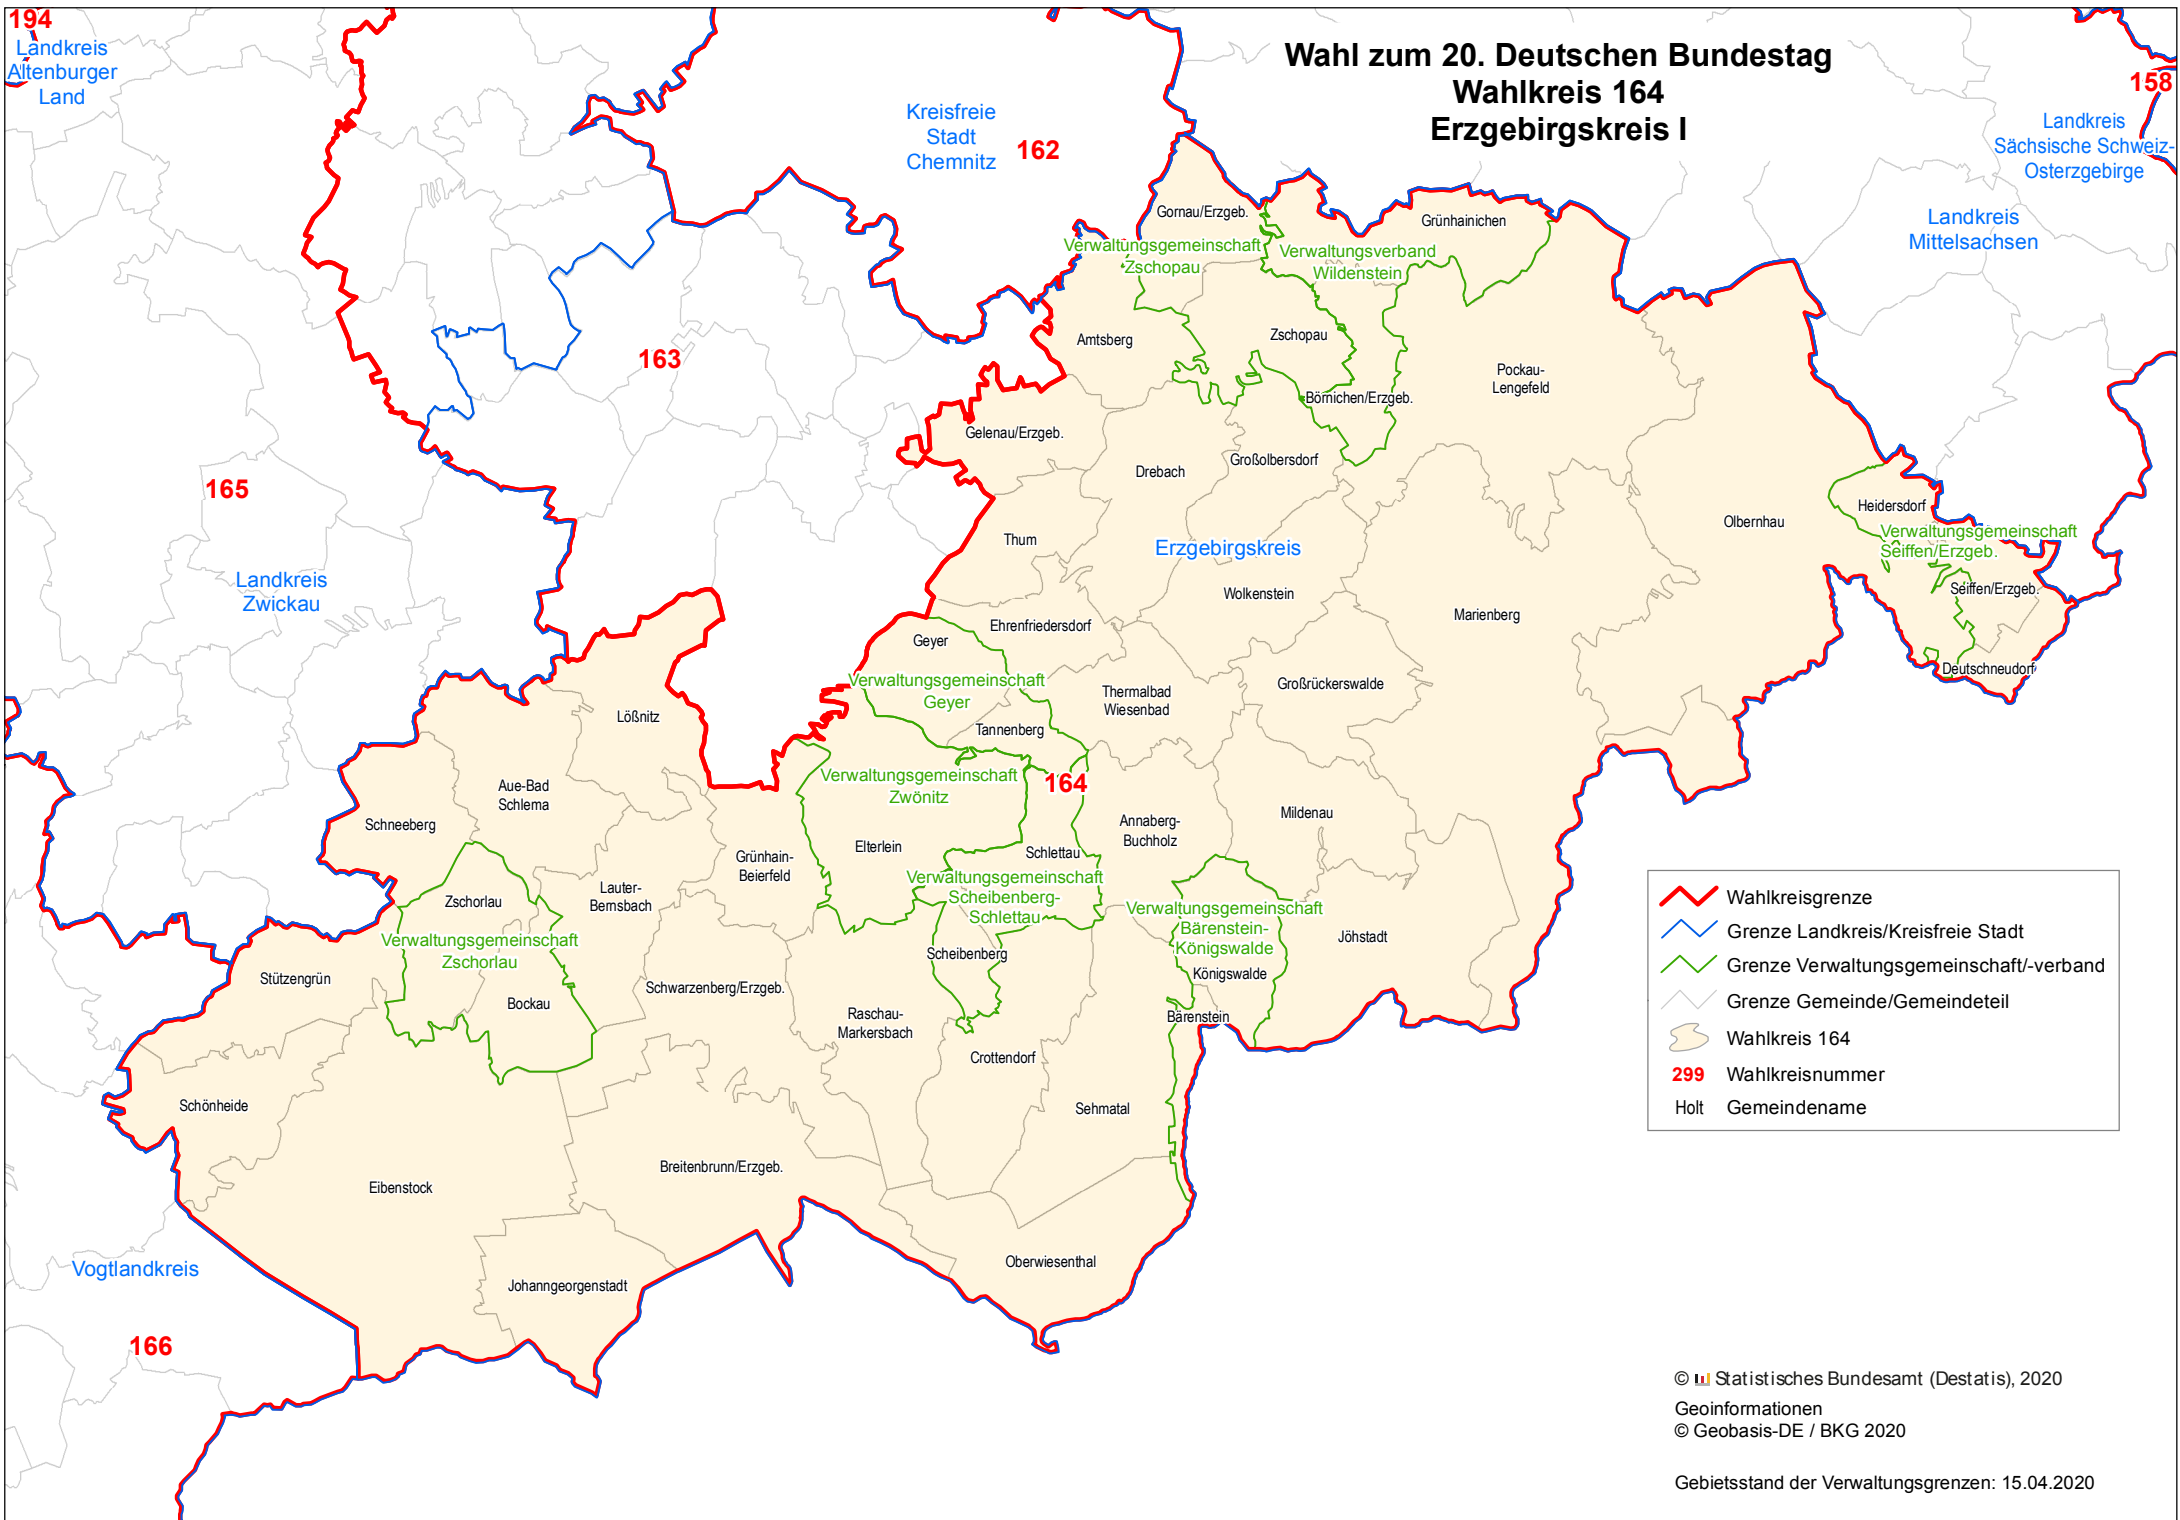 Wahl zum 20. Deutschen Bundestag
Wahlkreis 164
Erzgebirgskreis I
194
Landkreis
Altenburger
Land
Kreisfreie
Stadt
Chemnitz
162
158
Landkreis
Sächsische Schweiz-
Osterzgebirge
Landkreis
Mittelsachsen
Gornau/Erzgeb.
Grünhainichen
Verwaltungsgemeinschaft
Zschopau
Verwaltungsverband
Wildenstein
Amtsberg
Zschopau
163
Pockau-
Lengefeld
Börnichen/Erzgeb.
Gelenau/Erzgeb.
Drebach
Großolbersdorf
165
Heidersdorf
Olbernhau
Verwaltungsgemeinschaft
Seiffen/Erzgeb.
Thum
Erzgebirgskreis
Landkreis
Zwickau
Wolkenstein
Seiffen/Erzgeb.
Marienberg
Ehrenfriedersdorf
Geyer
Deutschneudorf
Verwaltungsgemeinschaft
Geyer
Großrückerswalde
Thermalbad
Wiesenbad
Lößnitz
Tannenberg
Verwaltungsgemeinschaft
Zwönitz
164
Aue-Bad
Schlema
Schneeberg
Mildenau
Annaberg-
Buchholz
Elterlein
Schlettau
Grünhain-
Beierfeld
Verwaltungsgemeinschaft
Scheibenberg-
Schlettau
Lauter-
Bernsbach
Zschorlau
Verwaltungsgemeinschaft
Bärenstein-
Königswalde
Verwaltungsgemeinschaft
Zschorlau
Jöhstadt
Scheibenberg
Königswalde
Stützengrün
Schwarzenberg/Erzgeb.
Bockau
Bärenstein
Raschau-
Markersbach
Crottendorf
Schönheide
Sehmatal
Breitenbrunn/Erzgeb.
Eibenstock
Vogtlandkreis
Oberwiesenthal
Johanngeorgenstadt
166
Wahlkreisgrenze
Grenze Landkreis/Kreisfreie Stadt
Grenze Verwaltungsgemeinschaft/-verband
Grenze Gemeinde/Gemeindeteil
Wahlkreis 164
299 Wahlkreisnummer
Holt Gemeindename
© Statistisches Bundesamt (Destatis), 2020
Geoinformationen
© Geobasis-DE / BKG 2020
Gebietsstand der Verwaltungsgrenzen: 15.04.2020